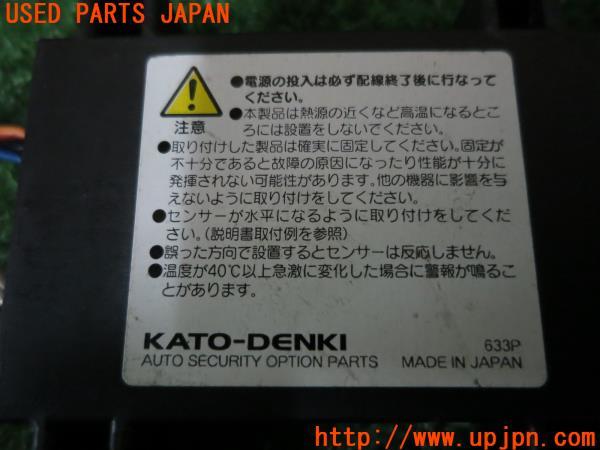 USED PARTS JAPAN
●電源の投入は必ず配線終了後に行なって
ください。
●本製品は熱源の近くなど高温になるとこ
ろには設置をしないでください。
注意
●取り付けした製品は確実に固定してください。固定が
不十分であると故障の原因になったり性能が十分に
発揮されない可能性があります。他の機器に影響を与
えないように取り付けをしてください。
●センサーが水平になるように取り付けをしてくだ
さい。(説明書取付例を参照)
●誤った方向で設置するとセンサーは反応しません。
●温度が40℃以上急激に変化した場合に警報が鳴るこ
とがあります。
KATO-DENKI
633P
AUTO SECURITY OPTION PARTS
MADE IN JAPAN
http://www.upjpn.com/